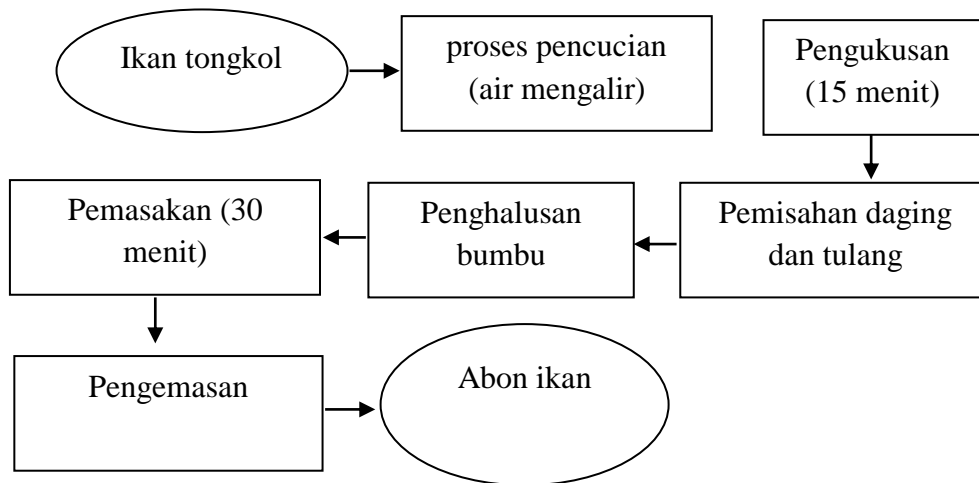 Ikan tongkol
proses pencucian
(air mengalir)
Pengukusan
(15 menit)
Pemisahan daging
dan tulang
Penghalusan
bumbu
Pemasakan (30
menit)
Pengemasan
Abon ikan